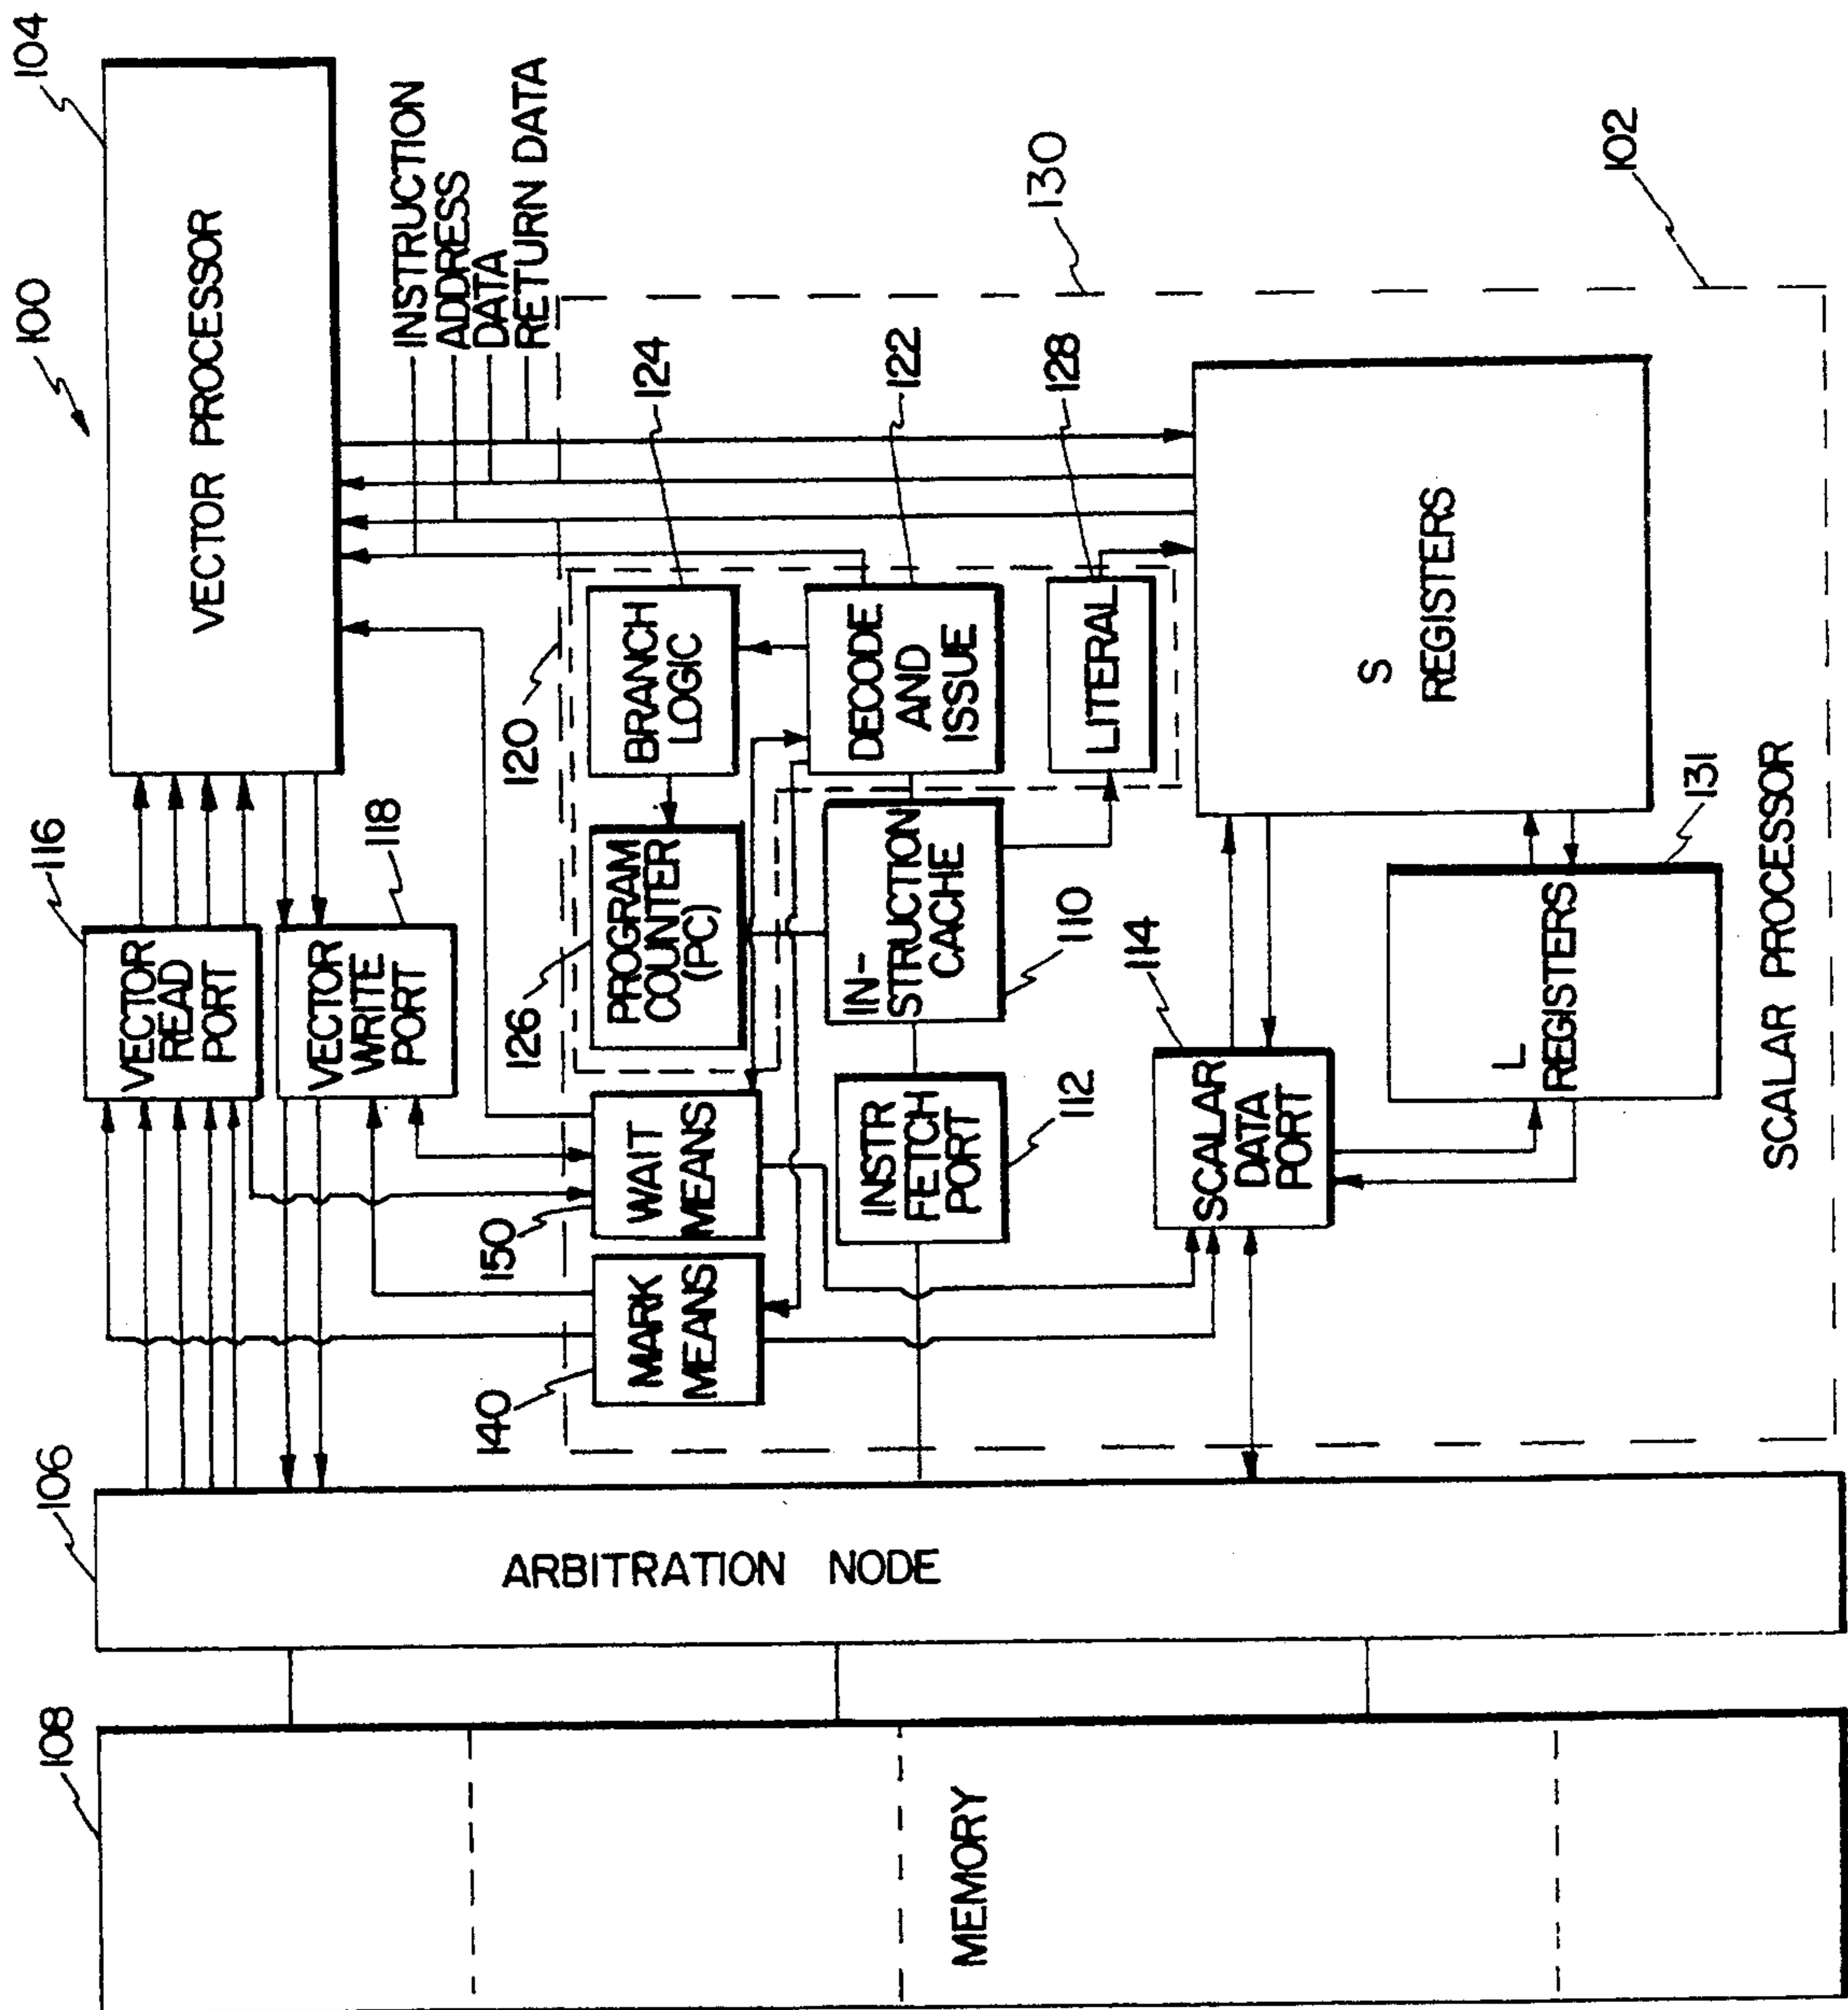 100
104
VECTOR PROCESSOR
INSTRUCTION
ADDRESS
DATA
RETURN DATA
116
VECTOR
READ
PORT
118
VECTOR
WRITE
PORT
106
ARBITRATION NODE
108
MEMORY
120
124
BRANCH
LOGIC
122
DECODE
AND
ISSUE
128
LITERAL
130
102
126
PROGRAM
COUNTER
(PC)
IN-
STRUCTION
CACHE
110
150
WAIT
MEANS
140
MARK
MEANS
INSTR
FETCH
PORT
112
114
SCALAR
DATA
PORT
S
REGISTERS
L
REGISTERS
131
SCALAR PROCESSOR